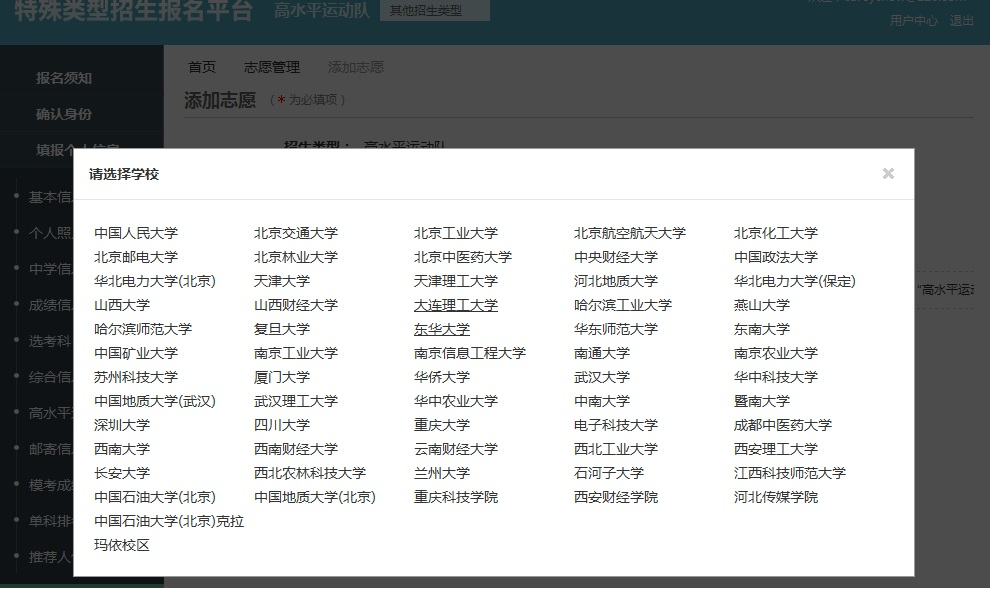 特殊类型招生报名平台 高水平运动队 其他招生类型
用户中心 退出
报名须知
确认身份
首页 志愿管理 添加志愿
添加志愿 (*为必填项)
招生类型： 高水平运动队
请选择学校 ×
中国人民大学 北京交通大学 北京工业大学 北京航空航天大学 北京化工大学
北京邮电大学 北京林业大学 北京中医药大学 中央财经大学 中国政法大学
华北电力大学(北京) 天津大学 天津理工大学 河北地质大学 华北电力大学(保定)
山西大学 山西财经大学 大连理工大学 哈尔滨工业大学 燕山大学
哈尔滨师范大学 复旦大学 东华大学 华东师范大学 东南大学
中国矿业大学 南京工业大学 南京信息工程大学 南通大学 南京农业大学
苏州科技大学 厦门大学 华侨大学 武汉大学 华中科技大学
中国地质大学(武汉) 武汉理工大学 华中农业大学 中南大学 暨南大学
深圳大学 四川大学 重庆大学 电子科技大学 成都中医药大学
西南大学 西南财经大学 云南财经大学 西北工业大学 西安理工大学
长安大学 西北农林科技大学 兰州大学 石河子大学 江西科技师范大学
中国石油大学(北京) 中国地质大学(北京) 重庆科技学院 西安财经学院 河北传媒学院
中国石油大学(北京)克拉
玛依校区
填报个人信息
基本信
个人照
中学信
成绩信
选考科
综合信
高水平
邮寄信
模考成
单科排
推荐人
"高水平运